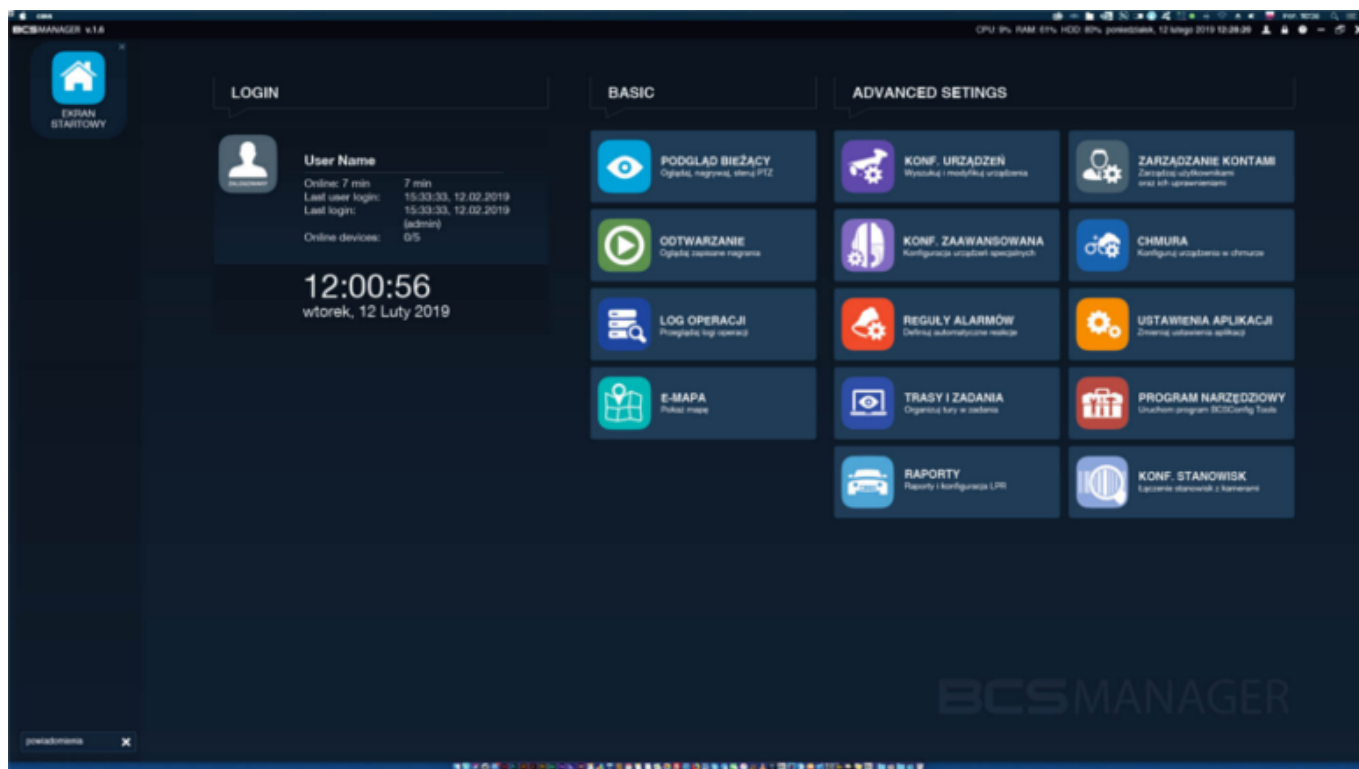 BCSMANAGER v.1.6
CPU: 9% RAM: 61% HDD: 80% poniedziałek, 12 lutego 2019 12:28:20
EKRAN
STARTOWY
LOGIN
User Name
Online: 7 min 7 min
Last user login: 15:33:33, 12.02.2019
Last login: 15:33:33, 12.02.2019
(admin)
Online devices: 0/5
12:00:56
wtorek, 12 Luty 2019
BASIC
PODGLĄD BIEŻĄCY
Oglądaj, nagrywaj, steruj PTZ
ODTWARZANIE
Oglądaj zapisane nagrania
LOG OPERACJI
Przeglądaj logi operacji
E-MAPA
Pokaż mapę
ADVANCED SETINGS
KONF. URZĄDZEŃ
Wyszukaj i modyfikuj urządzenia
ZARZĄDZANIE KONTAMI
Zarządzaj użytkownikami
oraz ich uprawnieniami
KONF. ZAAWANSOWANA
Konfiguracja urządzeń specjalnych
CHMURA
Konfiguruj urządzenia w chmurze
REGUŁY ALARMÓW
Definiuj automatyczne reakcje
USTAWIENIA APLIKACJI
Zmieniaj ustawienia aplikacji
TRASY I ZADANIA
Organizuj tury w zadania
PROGRAM NARZĘDZIOWY
Uruchom program BCSConfig Tools
RAPORTY
Raporty i konfiguracja LPR
KONF. STANOWISK
Łączenie stanowisk z kamerami
BCSMANAGER
powiadomienia